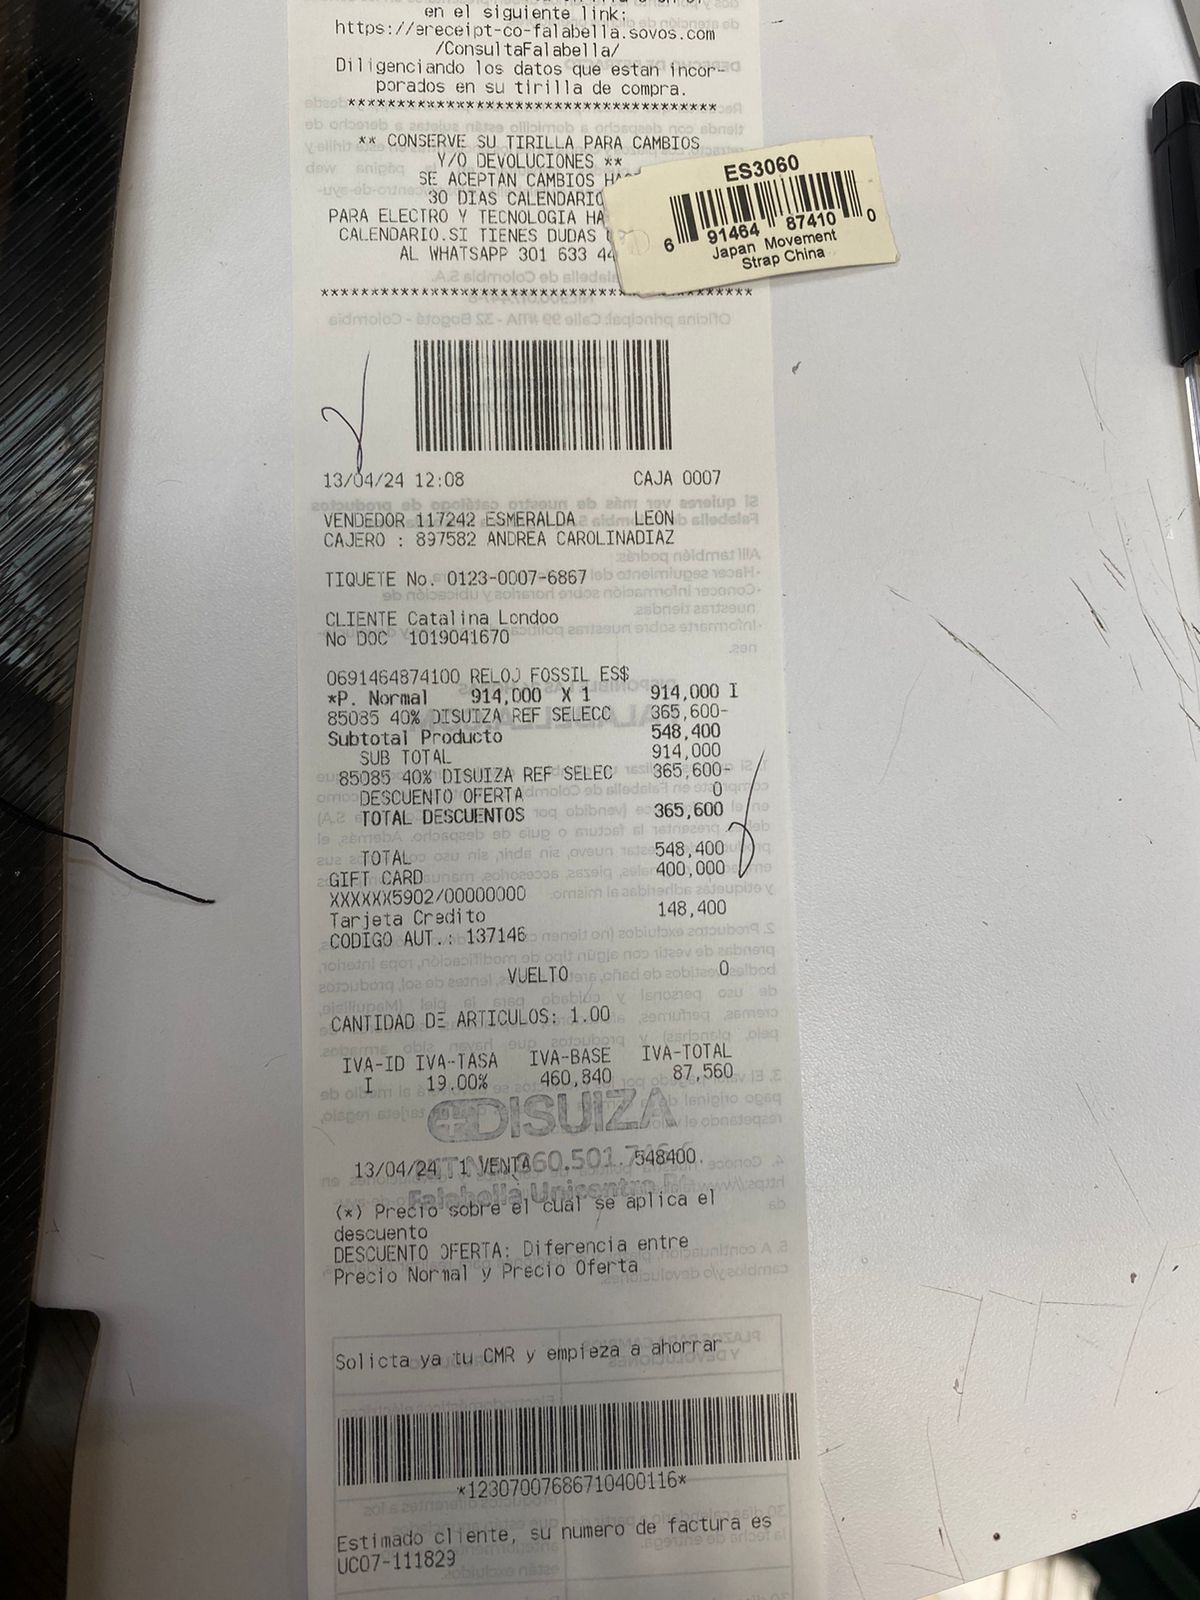 en el siguiente link:
https://ereceipt-co-falabella.sovos.com
/ConsultaFalabella/
Diligenciando los datos que estan incor-
porados en su tirilla de compra.
****************************************
** CONSERVE SU TIRILLA PARA CAMBIOS
Y/O DEVOLUCIONES **
SE ACEPTAN CAMBIOS
30 DIAS CALENDARIO
PARA ELECTRO Y TECNOLOGIA
CALENDARIO.SI TIENES DUDAS
AL WHATSAPP 301 633 44
ES3060
6 91464 87410 0
Japan Movement
Strap China
****************************************
13/04/24 12:08 CAJA 0007
VENDEDOR 117242 ESMERALDA LEON
CAJERO : 897582 ANDREA CAROLINADIAZ
TIQUETE No. 0123-0007-6867
CLIENTE Catalina Londoo
No DOC 1019041670
0691464874100 RELOJ FOSSIL ES$
*P. Normal 914,000 X 1 914,000 I
85085 40% DISUIZA REF SELECC 365,600-
Subtotal Producto 548,400
SUB TOTAL 914,000
85085 40% DISUIZA REF SELEC 365,600-
DESCUENTO OFERTA 0
TOTAL DESCUENTOS 365,600
TOTAL 548,400
GIFT CARD 400,000
XXXXXX5902/00000000
Tarjeta Credito 148,400
CODIGO AUT.: 137146
VUELTO 0
CANTIDAD DE ARTICULOS: 1.00
IVA-ID IVA-TASA IVA-BASE IVA-TOTAL
I 19.00% 460,840 87,560
DISUIZA
13/04/24 1 VENTA 548400.
Falabella Unicentro
(*) Precio sobre el cual se aplica el
descuento
DESCUENTO OFERTA: Diferencia entre
Precio Normal y Precio Oferta
Solicta ya tu CMR y empieza a ahorrar
*12307007686710400116*
Estimado cliente, su numero de factura es
UC07-111829